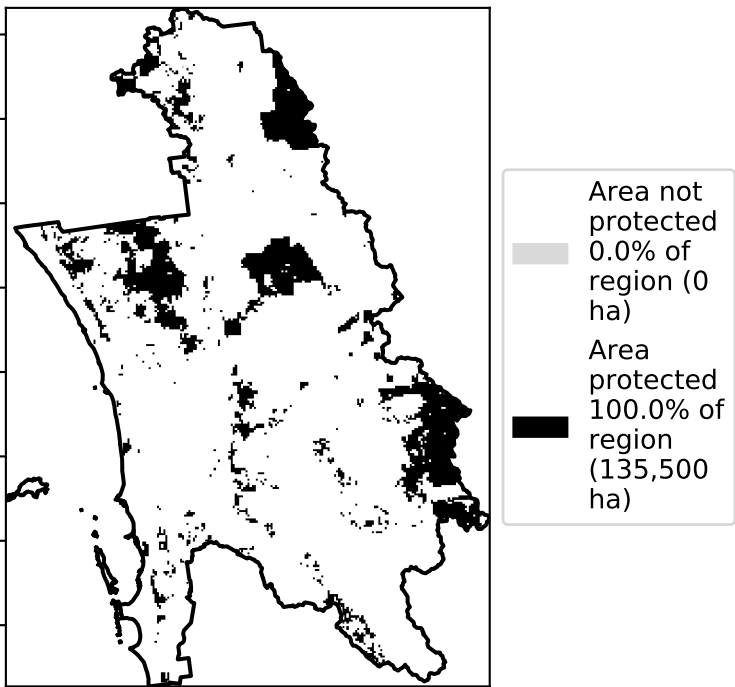 Area not
protected
0.0% of
region (0
ha)
Area
protected
100.0% of
region
(135,500
ha)